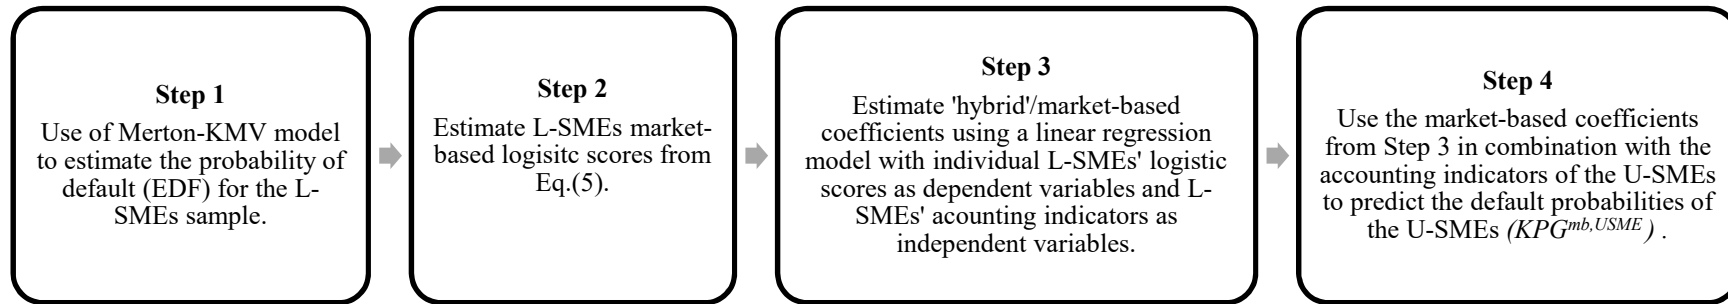 Step 1
Use of Merton-KMV model
to estimate the probability of
default (EDF) for the L-
SMEs sample.
Step 2
Estimate L-SMEs market-
based logisitc scores from
Eq.(5).
Step 3
Estimate 'hybrid'/market-based
coefficients using a linear regression
model with individual L-SMEs' logistic
scores as dependent variables and L-
SMEs' acounting indicators as
independent variables.
Step 4
Use the market-based coefficients
from Step 3 in combination with the
accounting indicators of the U-SMEs
to predict the default probabilities of
the U-SMEs (KPG^mb,USME) .